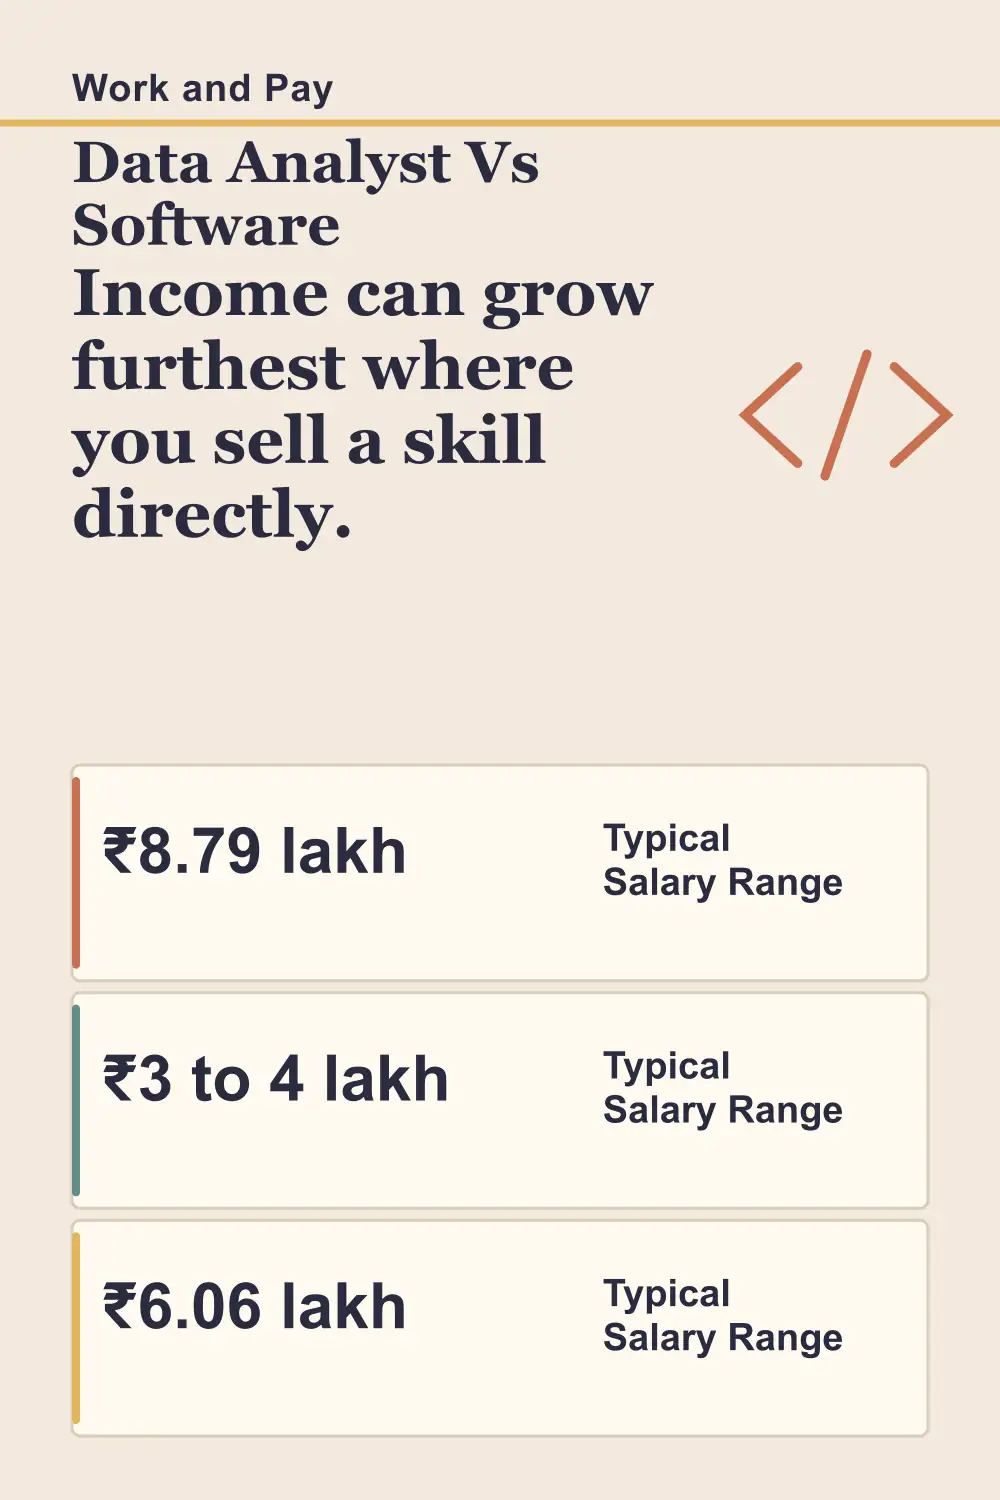 Work and Pay
Data Analyst Vs
Software
Income can grow
furthest where
you sell a skill
directly.
</>
₹8.79 lakh
Typical
Salary Range
₹3 to 4 lakh
Typical
Salary Range
₹6.06 lakh
Typical
Salary Range